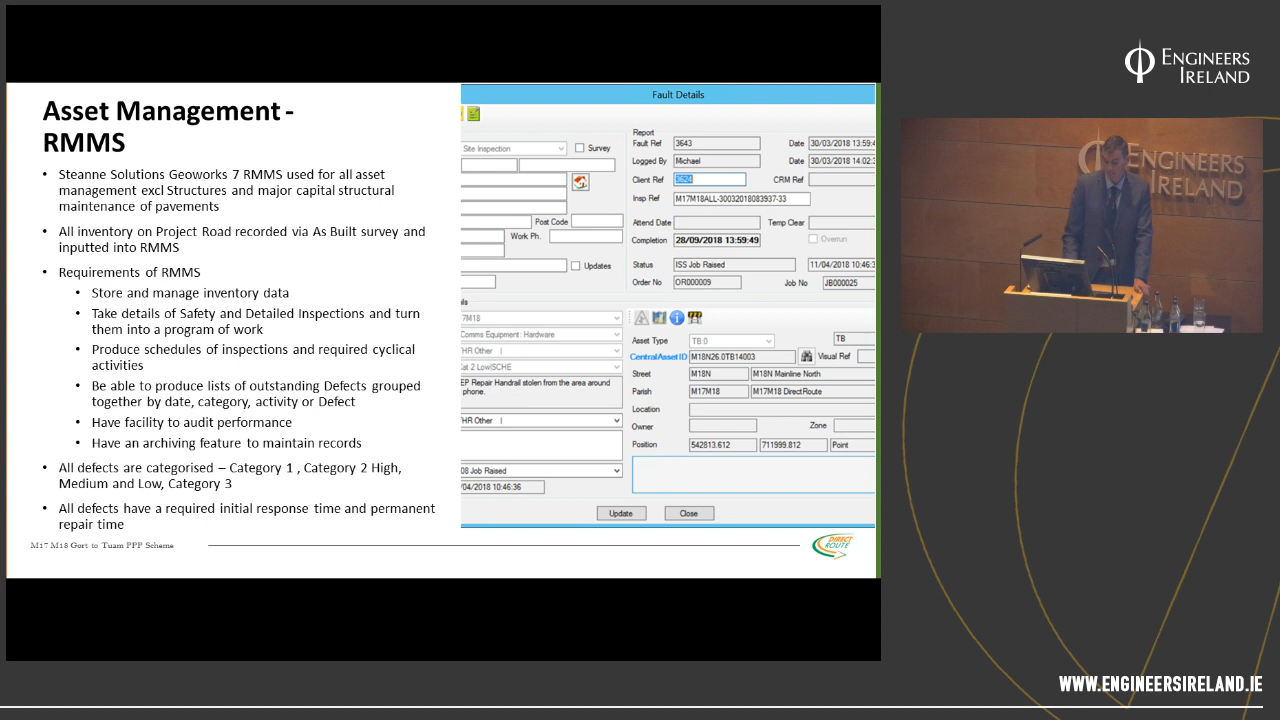 Asset Management -
RMMS
• Steanne Solutions Geoworks 7 RMMS used for all asset
management excl Structures and major capital structural
maintenance of pavements
• All inventory on Project Road recorded via As Built survey and
inputted into RMMS
• Requirements of RMMS
• Store and manage inventory data
• Take details of Safety and Detailed Inspections and turn
them into a program of work
• Produce schedules of inspections and required cyclical
activities
• Be able to produce lists of outstanding Defects grouped
together by date, category, activity or Defect
• Have facility to audit performance
• Have an archiving feature to maintain records
• All defects are categorised – Category 1 , Category 2 High,
Medium and Low, Category 3
• All defects have a required initial response time and permanent
repair time
M17 M18 Gort to Tuam PPP Scheme
DIRECT
ROUTE
Fault Details
Site Inspection
Survey
Post Code
Work Ph.
Updates
Report
Fault Ref 3643 Date 30/03/2018 13:59:4
Logged By Michael Date 30/03/2018 14:02:3
Client Ref CRM Ref
Insp Ref M17M18ALL-30032018083937-33
Attend Date Temp Clear
Completion 28/09/2018 13:59:49 Overrun
Status ISS Job Raised 11/04/2018 10:46:3
Order No OR000009 Job No JB000025
ls
7M18
Comms Equipment: Hardware
HR Other
Cat 2 Low|SCHE
EP Repair Handrail stolen from the area around
phone.
HR Other
08 Job Raised
/04/2018 10:46:36
Asset Type TB:0 TB
CentralAssetID M18N26.0TB14003 Visual Ref
Street M18N M18N Mainline North
Parish M17M18 M17M18 DirectRoute
Location
Owner Zone
Position 542813.612 711999.812 Point
Update Close
ENGINEERS
IRELAND
ENGINEERS
IRELAND
WWW.ENGINEERSIRELAND.IE